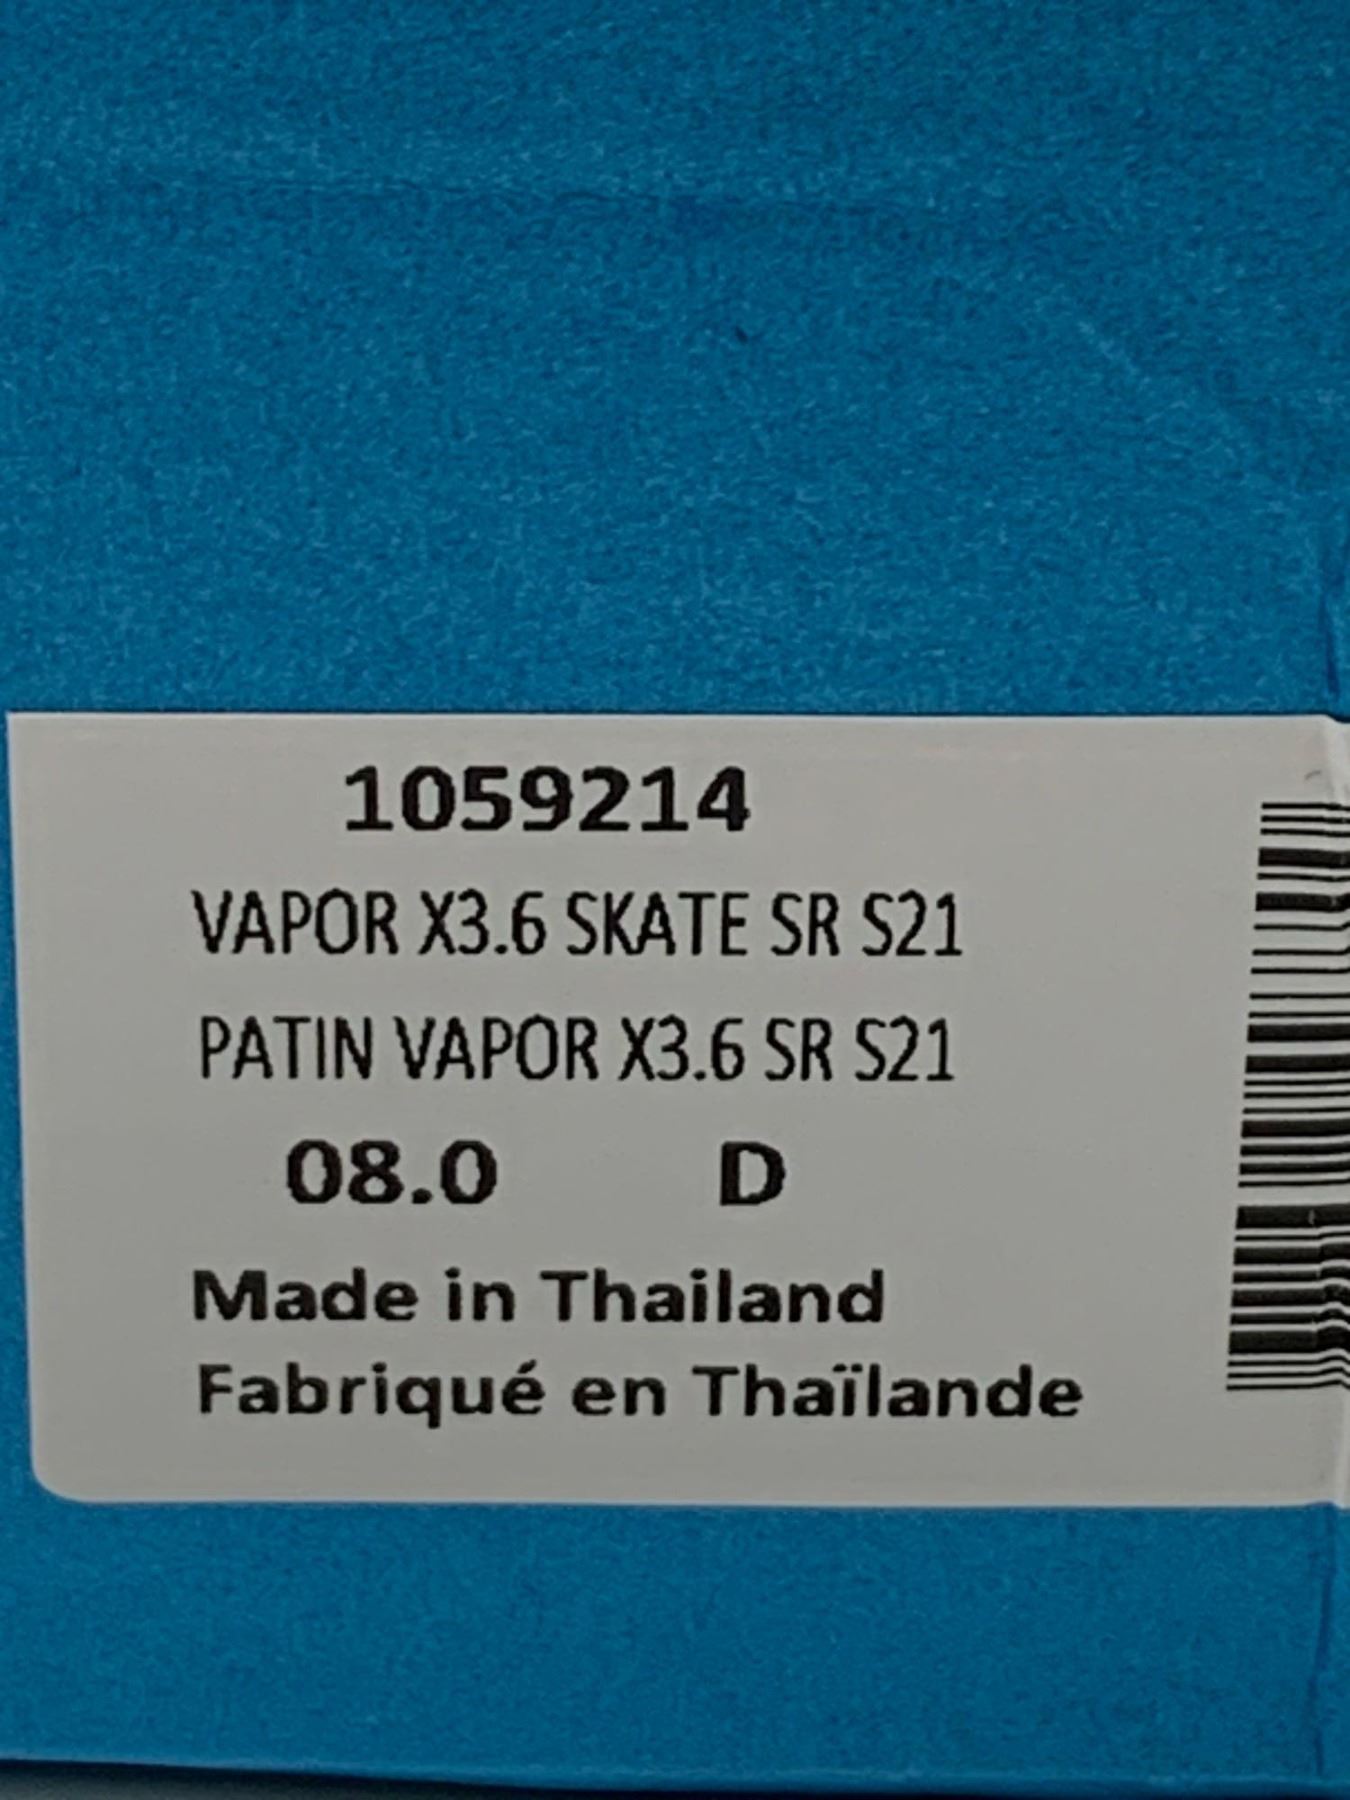 1059214
VAPOR X3.6 SKATE SR S21
PATIN VAPOR X3.6 SR S21
08.0 D
Made in Thailand
Fabriqué en Thaïlande